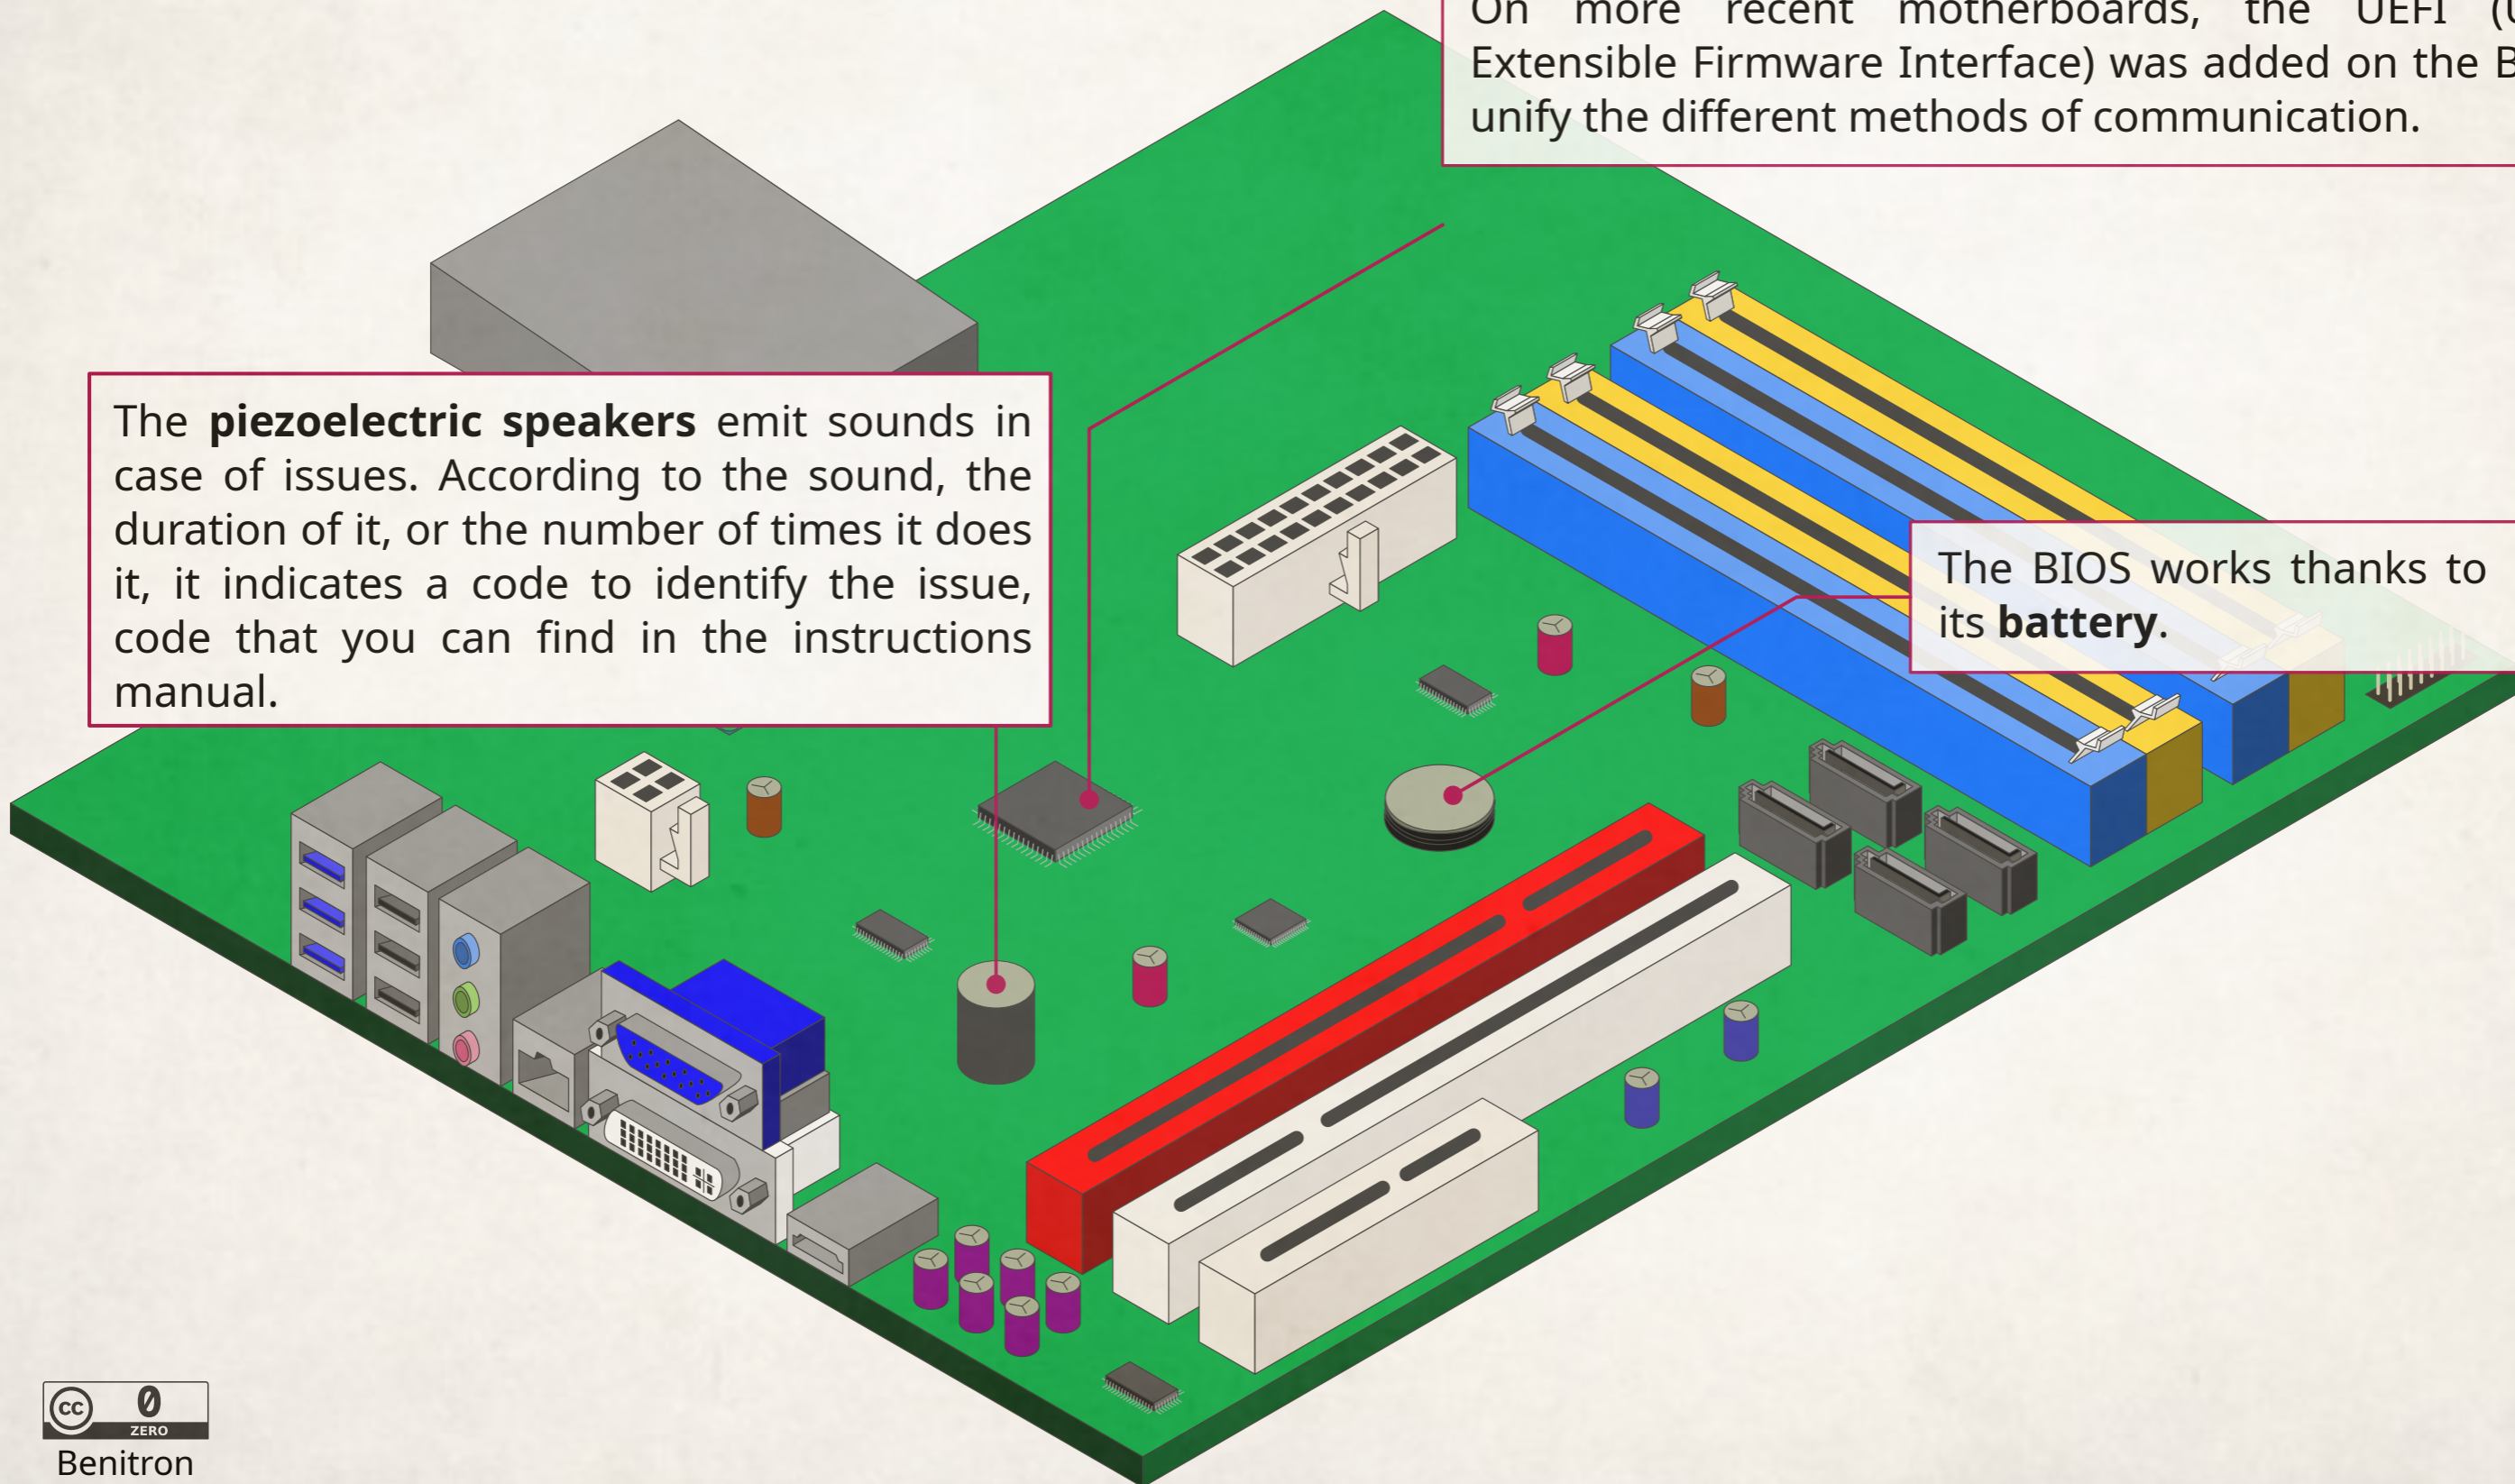 On more recent motherboards, the UEFI
Extensible Firmware Interface) was added on the
unify the different methods of communication.
The piezoelectric speakers emit sounds in
case of issues. According to the sound, the
duration of it, or the number of times it does
it, it indicates a code to identify the issue,
code that you can find in the instructions
manual.
The BIOS works thanks to
its battery.
cc 0
ZERO
Benitron